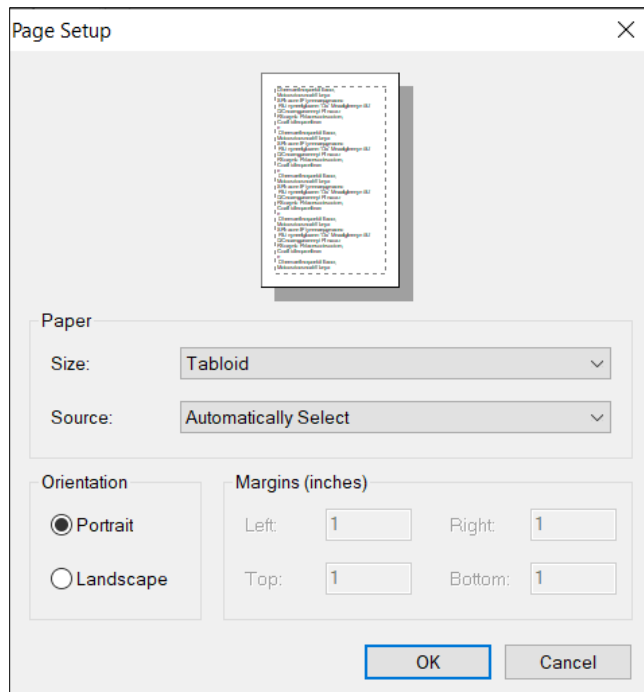 Page Setup
Paper
Size:
Tabloid
Source:
Automatically Select
Orientation
Portrait
Landscape
Margins (inches)
Left:
1
Right:
1
Top:
1
Bottom:
1
OK
Cancel